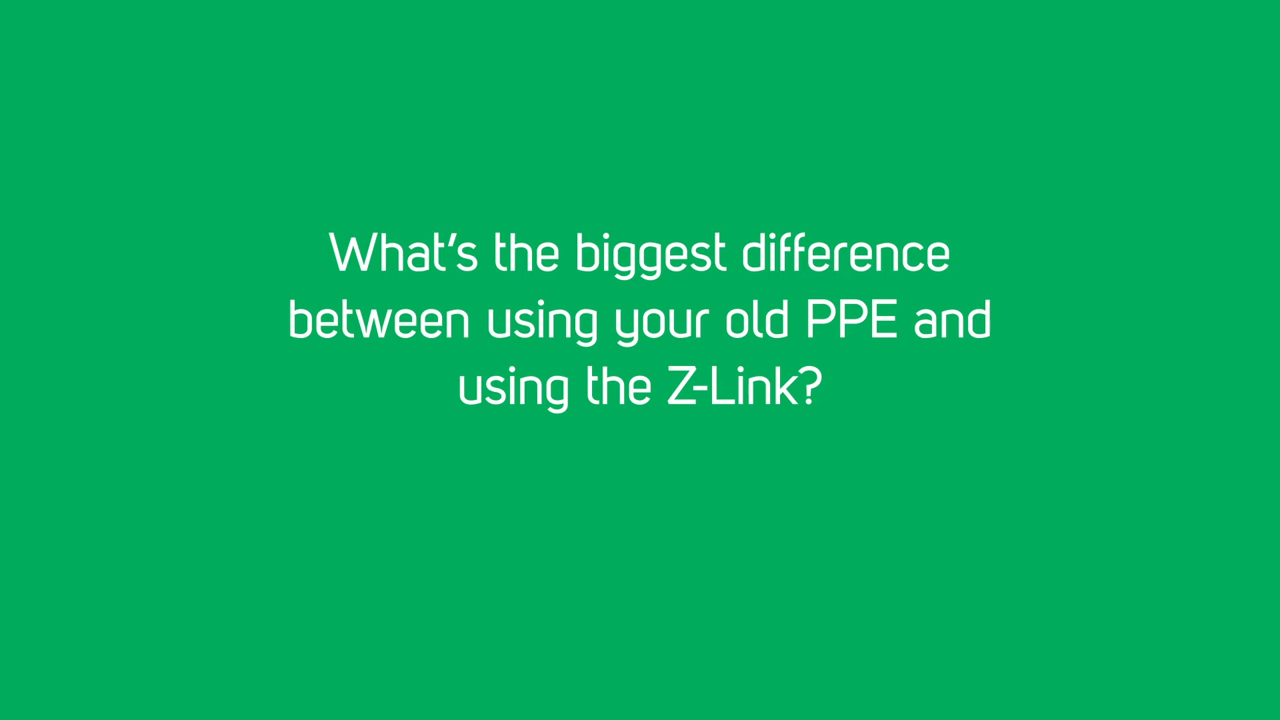 What's the biggest difference
between using your old PPE and
using the Z-Link?